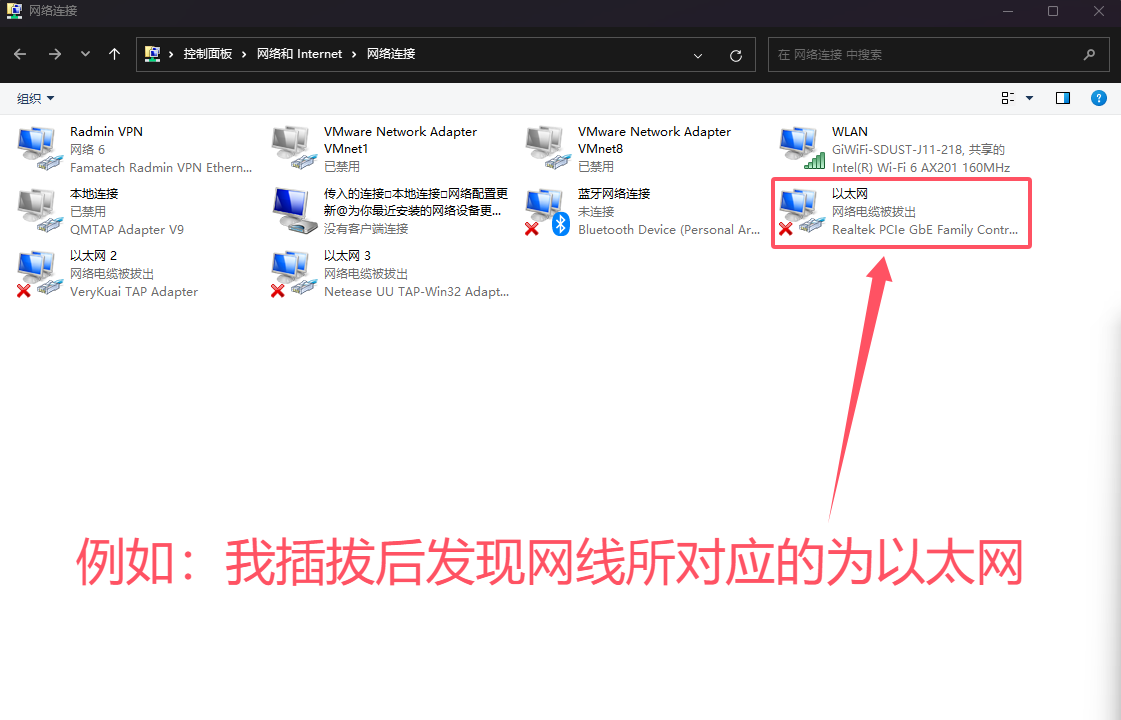 网络连接
控制面板 > 网络和 Internet > 网络连接
在 网络连接 中搜索
组织
Radmin VPN
网络 6
Famatech Radmin VPN Ethern...
VMware Network Adapter
VMnet1
已禁用
VMware Network Adapter
VMnet8
已禁用
WLAN
GiWiFi-SDUST-J11-218, 共享的
Intel(R) Wi-Fi 6 AX201 160MHz
本地连接
已禁用
QMTAP Adapter V9
传入的连接􀀀本地连接􀀀网络配置更
新@为你最近安装的网络设备更...
没有客户端连接
蓝牙网络连接
未连接
Bluetooth Device (Personal Ar...
以太网
网络电缆被拔出
Realtek PCIe GbE Family Contr...
以太网 2
网络电缆被拔出
VeryKuai TAP Adapter
以太网 3
网络电缆被拔出
Netease UU TAP-Win32 Adapt...
例如：我插拔后发现网线所对应的为以太网